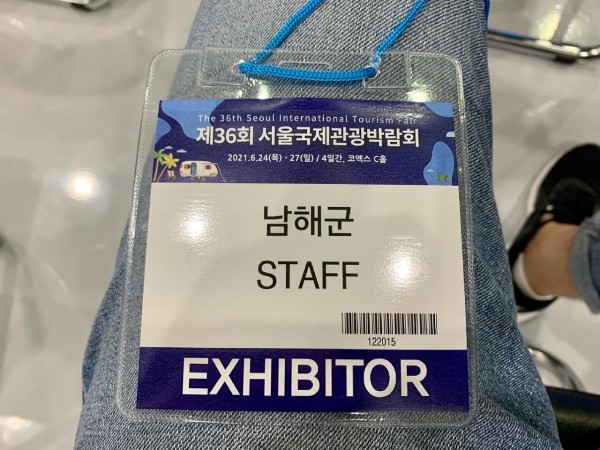 The 36th Seoul International Tourism Fair
제36회 서울국제관광박람회
2021.6.24(목) - 27(일) / 4일간, 코엑스 C홀
남해군
STAFF
122015
EXHIBITOR